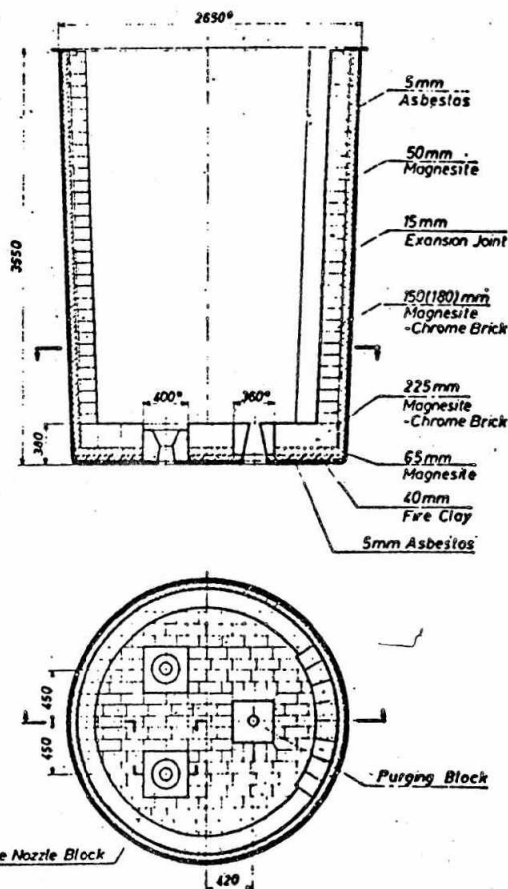 2650⌀
3550
5mm
Asbestos
50mm
Magnesite
15mm
Exansion Joint
150(180)mm
Magnesite
-Chrome Brick
400⌀
360⌀
380
225mm
Magnesite
-Chrome Brick
65mm
Magnesite
40mm
Fire Clay
5mm Asbestos
450
450
Purging Block
e Nozzle Block
420